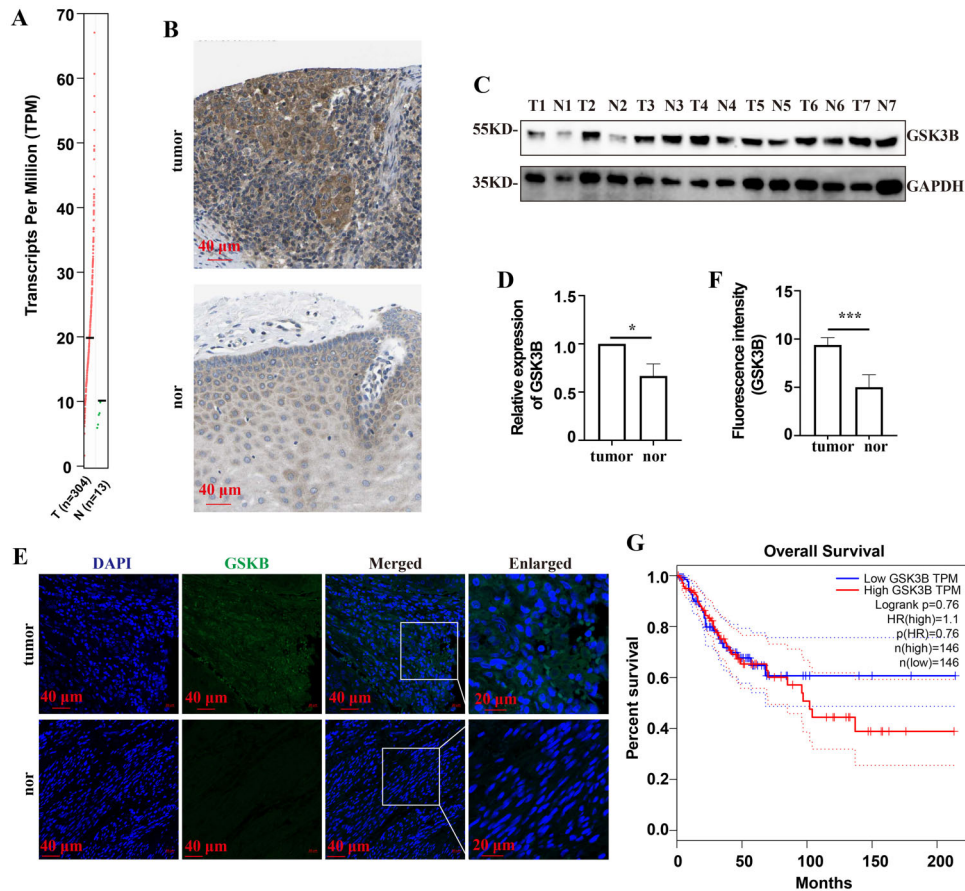 A
Transcripts Per Million (TPM)
70
60
50
40
30
20
10
0
T (n=304)
N (n=13)
B
tumor
40 μm
nor
40 μm
C
T1 N1 T2 N2 T3 N3 T4 N4 T5 N5 T6 N6 T7 N7
55KD-
GSK3B
35KD-
GAPDH
D
Relative expression
of GSK3B
1.5
1.0
0.5
0
*
tumor nor
F
Fluorescence intensity
(GSK3B)
15
10
5
0
***
tumor nor
E
DAPI GSKB Merged Enlarged
tumor
40 μm 40 μm 40 μm 20 μm
nor
40 μm 40 μm 40 μm 20 μm
G
Overall Survival
Percent survival
1.0
0.8
0.6
0.4
0.2
0.0
Low GSK3B TPM
High GSK3B TPM
Logrank p=0.76
HR(high)=1.1
p(HR)=0.76
n(high)=146
n(low)=146
0 50 100 150 200
Months